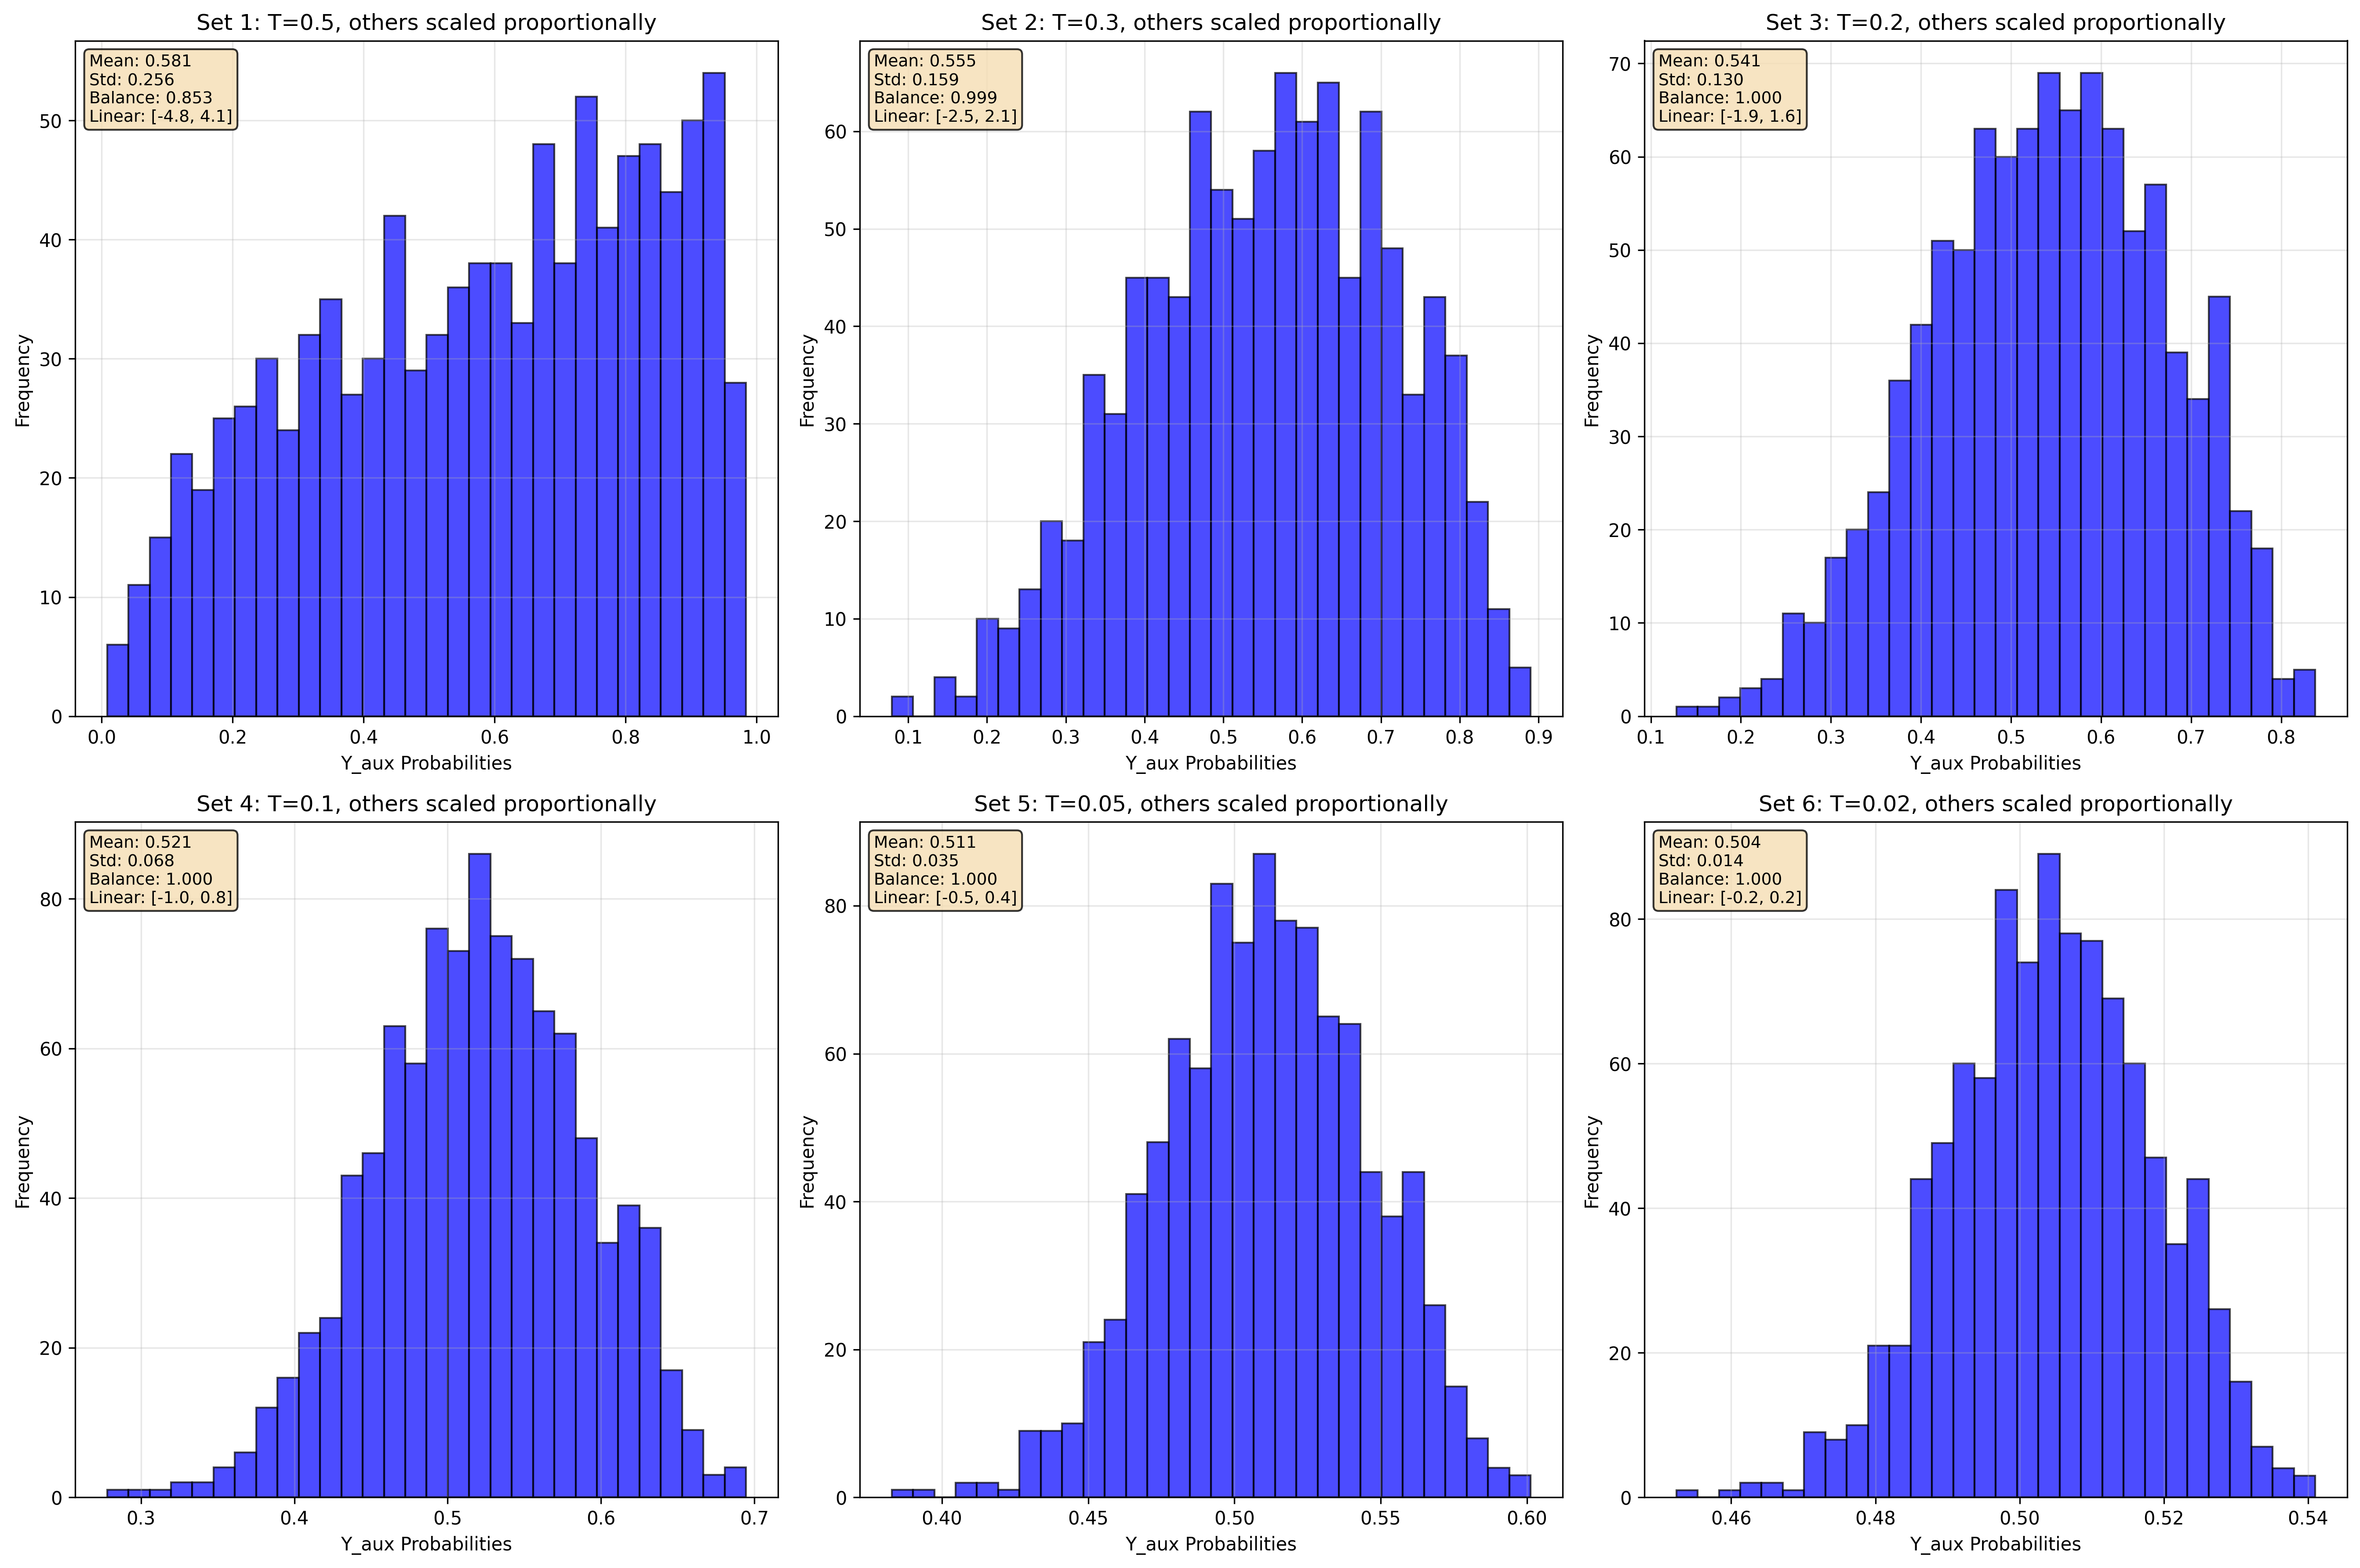 Set 1: T=0.5, others scaled proportionally
Mean: 0.581
Std: 0.256
Balance: 0.853
Linear: [-4.8, 4.1]
50
40
30
20
10
0
Frequency
0.0 0.2 0.4 0.6 0.8 1.0
Y_aux Probabilities
Set 2: T=0.3, others scaled proportionally
Mean: 0.555
Std: 0.159
Balance: 0.999
Linear: [-2.5, 2.1]
60
50
40
30
20
10
0
Frequency
0.1 0.2 0.3 0.4 0.5 0.6 0.7 0.8 0.9
Y_aux Probabilities
Set 3: T=0.2, others scaled proportionally
Mean: 0.541
Std: 0.130
Balance: 1.000
Linear: [-1.9, 1.6]
70
60
50
40
30
20
10
0
Frequency
0.1 0.2 0.3 0.4 0.5 0.6 0.7 0.8
Y_aux Probabilities
Set 4: T=0.1, others scaled proportionally
Mean: 0.521
Std: 0.068
Balance: 1.000
Linear: [-1.0, 0.8]
80
60
40
20
0
Frequency
0.3 0.4 0.5 0.6 0.7
Y_aux Probabilities
Set 5: T=0.05, others scaled proportionally
Mean: 0.511
Std: 0.035
Balance: 1.000
Linear: [-0.5, 0.4]
80
60
40
20
0
Frequency
0.40 0.45 0.50 0.55 0.60
Y_aux Probabilities
Set 6: T=0.02, others scaled proportionally
Mean: 0.504
Std: 0.014
Balance: 1.000
Linear: [-0.2, 0.2]
80
60
40
20
0
Frequency
0.46 0.48 0.50 0.52 0.54
Y_aux Probabilities